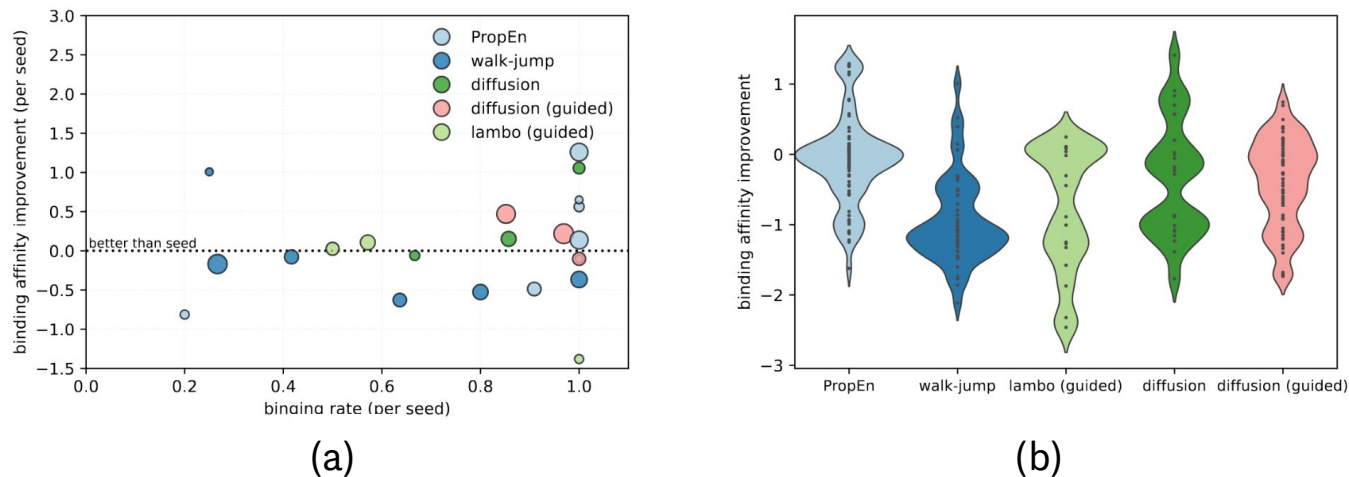 3.0
2.5
2.0
1.5
1.0
0.5
0.0
−0.5
−1.0
−1.5
binding affinity improvement (per seed)
PropEn
walk-jump
diffusion
diffusion (guided)
lambo (guided)
better than seed
0.0 0.2 0.4 0.6 0.8 1.0
binging rate (per seed)
(a)
1
0
−1
−2
−3
binding affinity improvement
PropEn walk-jump lambo (guided) diffusion diffusion (guided)
(b)